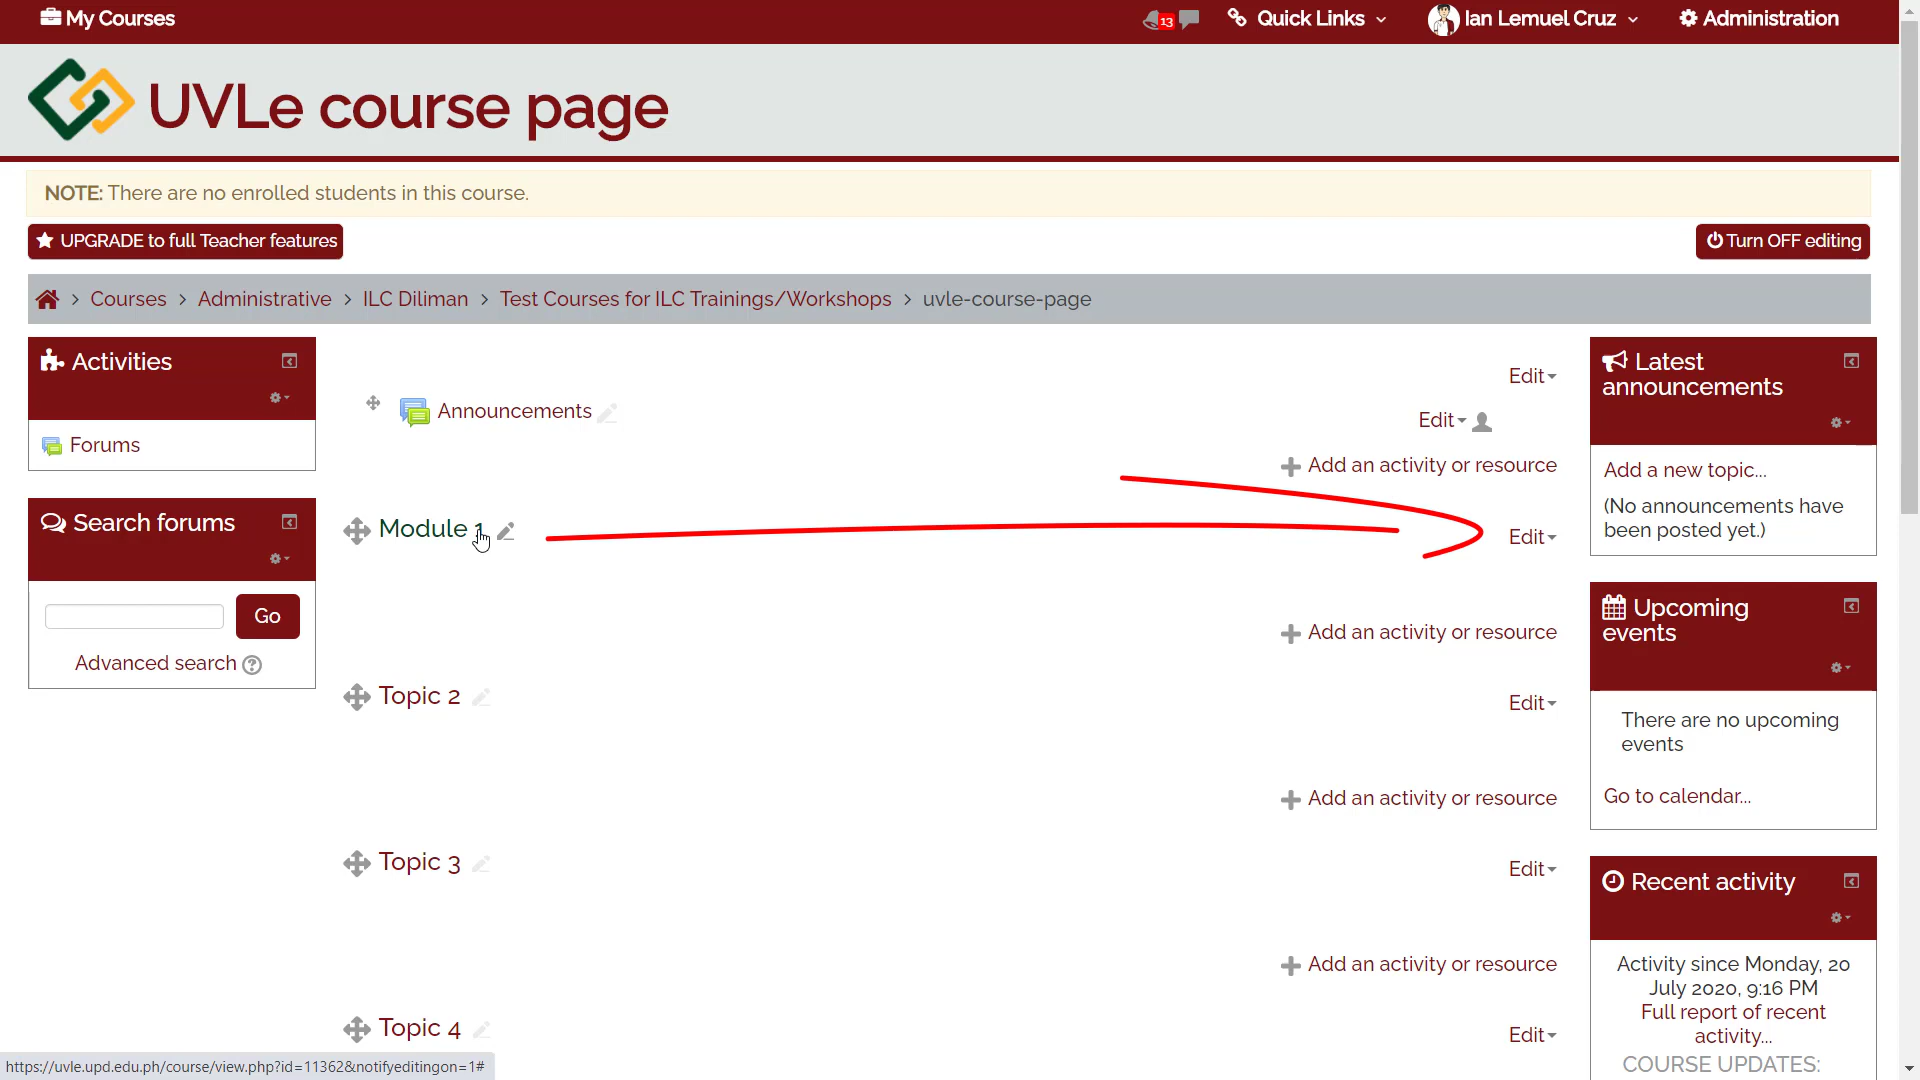 My Courses
13
Quick Links
Ian Lemuel Cruz
Administration
UVLe course page
NOTE: There are no enrolled students in this course.
UPGRADE to full Teacher features
Turn OFF editing
Courses > Administrative > ILC Diliman > Test Courses for ILC Trainings/Workshops > uvle-course-page
Activities
Forums
Search forums
Go
Advanced search
Edit
Announcements
Edit
Add an activity or resource
Module 1
Edit
Add an activity or resource
Topic 2
Edit
Add an activity or resource
Topic 3
Edit
Add an activity or resource
Topic 4
Edit
Latest
announcements
Add a new topic...
(No announcements have
been posted yet.)
Upcoming
events
There are no upcoming
events
Go to calendar...
Recent activity
Activity since Monday, 20
July 2020, 9:16 PM
Full report of recent
activity...
COURSE UPDATES:
https://uvle.upd.edu.ph/course/view.php?id=11362&notifyeditingon=1#